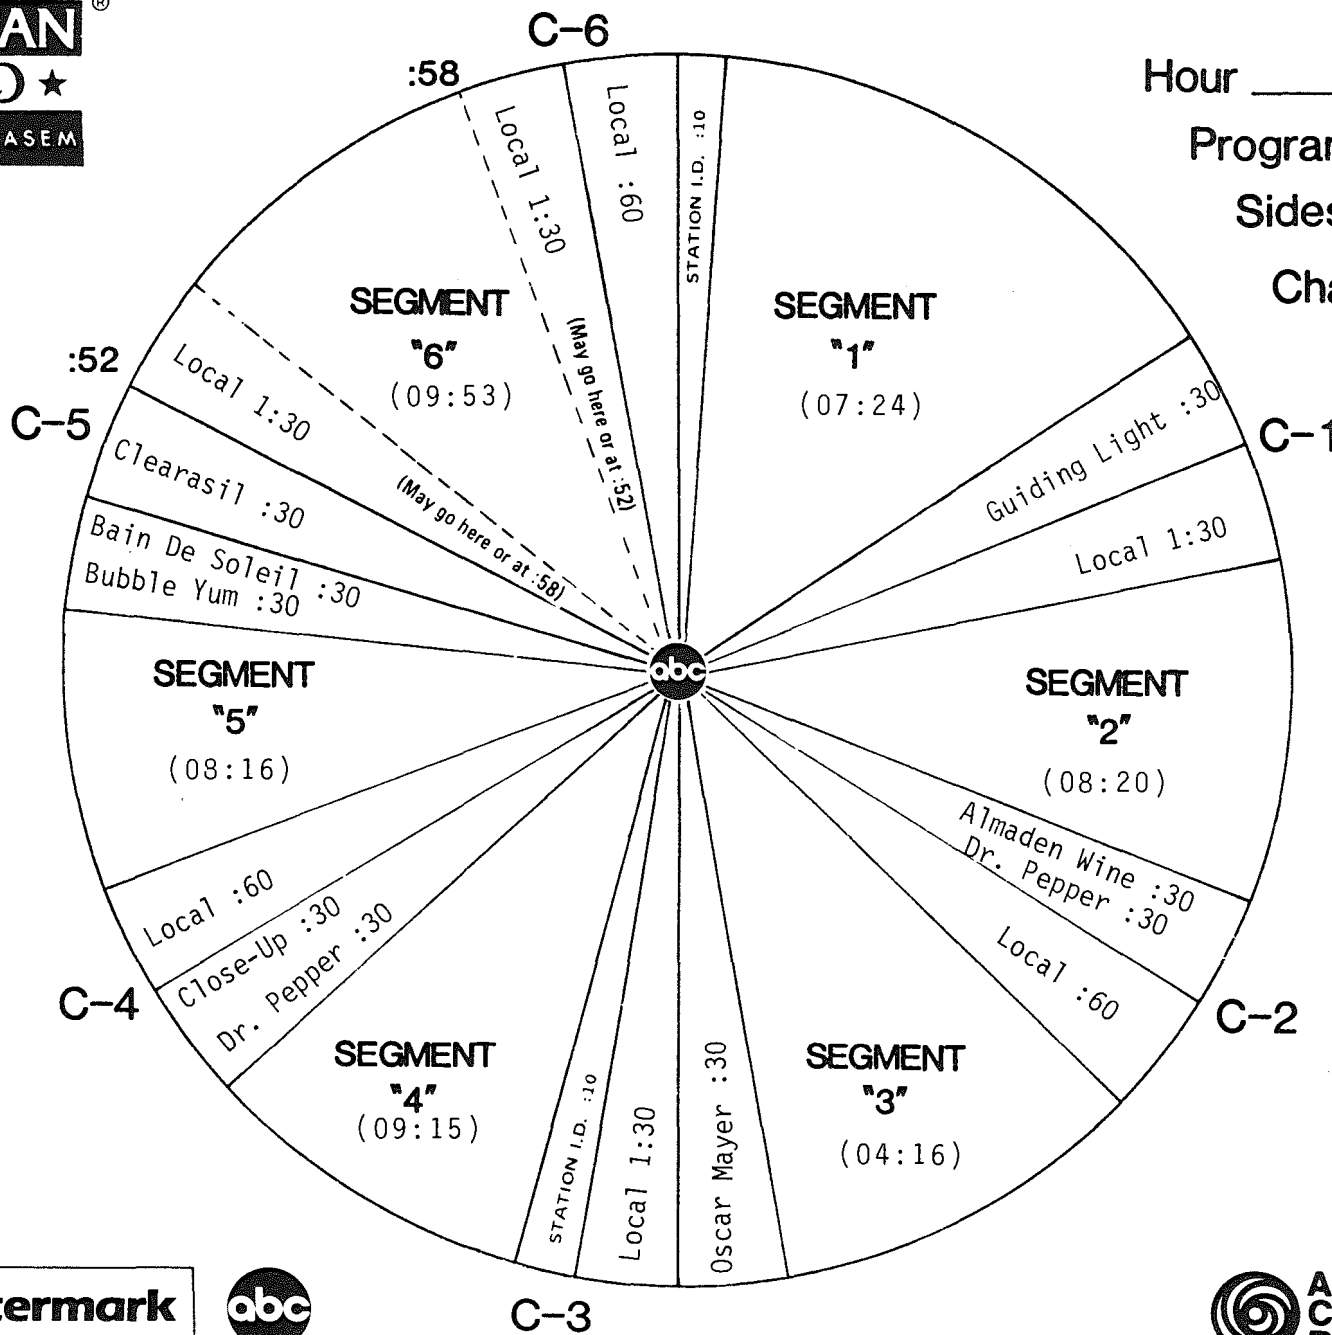 AN ®
ASEM
C-6
:58
Hour
Local 1:30
Local :60
STATION I.D. :10
(May go here or at :52)
SEGMENT
"1"
(07:24)
Guiding Light :30
C-1
Local 1:30
SEGMENT
"2"
(08:20)
Almaden Wine :30
Dr. Pepper :30
Local :60
C-2
SEGMENT
"3"
(04:16)
Oscar Mayer :30
Local 1:30
STATION I.D. :10
C-3
SEGMENT
"4"
(09:15)
Dr. Pepper :30
Close-Up :30
C-4
Local :60
SEGMENT
"5"
(08:16)
Bubble Yum :30
Bain De Soleil :30
Clearasil :30
C-5
:52
Local 1:30
(May go here or at :58)
SEGMENT
"6"
(09:53)
abc
termark
abc